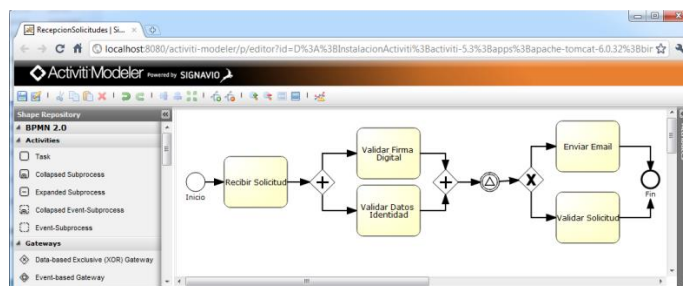 RecepcionSolicitudes | Si...
localhost:8080/activiti-modeler/p/editor?id=D%3A%3BInstalacionActiviti%3Bactiviti-5.3%3Bapps%3Bapache-tomcat-6.0.32%3Bbir
Activiti Modeler Powered by SIGNAVIO
Shape Repository
BPMN 2.0
Activities
Task
Collapsed Subprocess
Expanded Subprocess
Collapsed Event-Subprocess
Event-Subprocess
Gateways
Data-based Exclusive (XOR) Gateway
Event-based Gateway
Inicio
Recibir Solicitud
Validar Firma
Digital
Validar Datos
Identidad
Enviar Email
Validar Solicitud
Fin